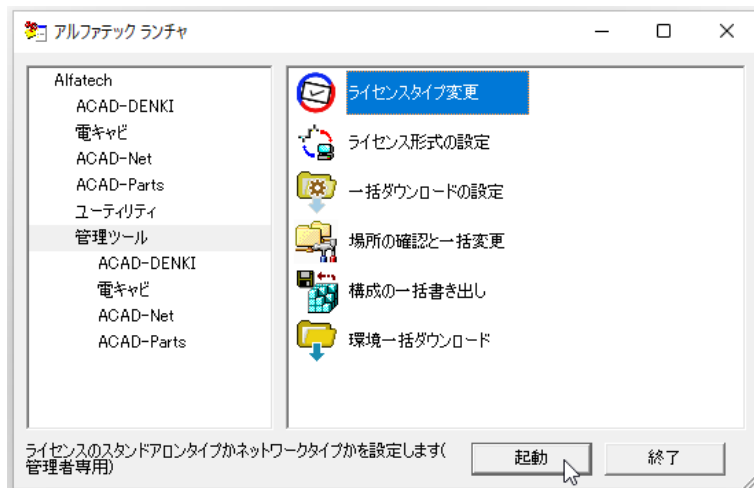 アルファテック ランチャ
Alfatech
ACAD-DENKI
電キャビ
ACAD-Net
ACAD-Parts
ユーティリティ
管理ツール
ACAD-DENKI
電キャビ
ACAD-Net
ACAD-Parts
ライセンスタイプ変更
ライセンス形式の設定
一括ダウンロードの設定
場所の確認と一括変更
構成の一括書き出し
環境一括ダウンロード
ライセンスのスタンドアロンタイプかネットワークタイプかを設定します(
管理者専用)
起動
終了